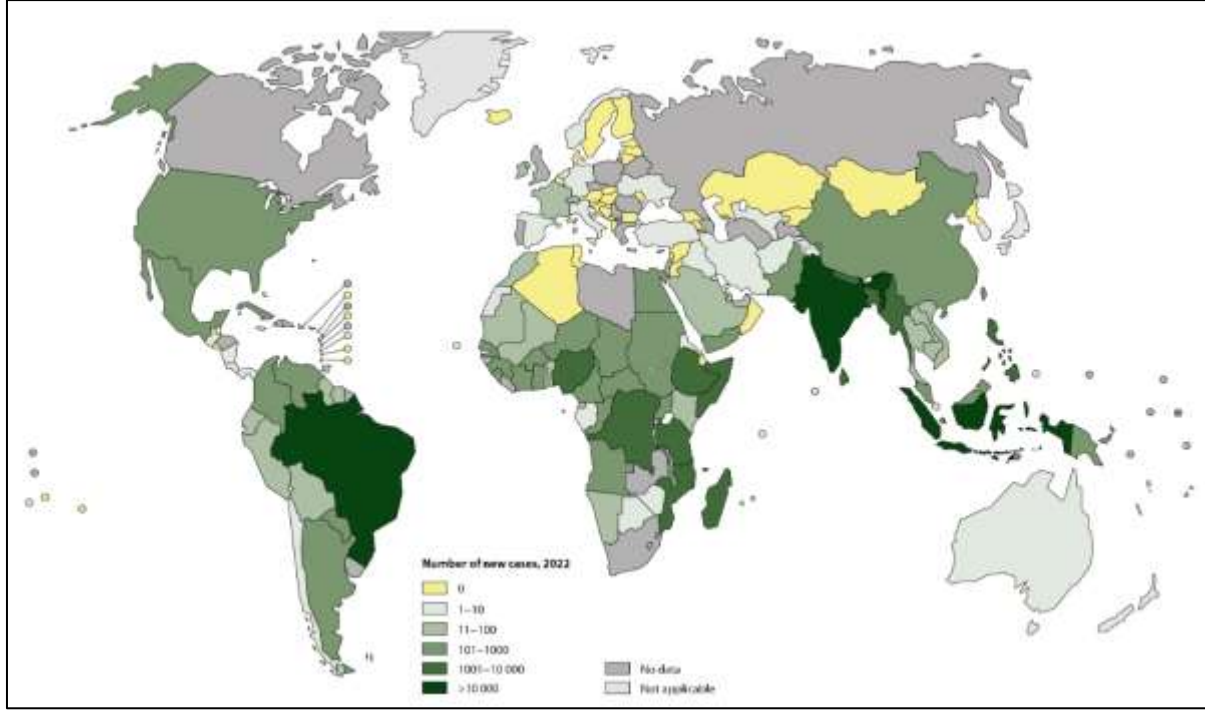 Number of new cases, 2022
0
1–10
11–100
101–1000
1001–10 000
>10 000
No data
Not applicable